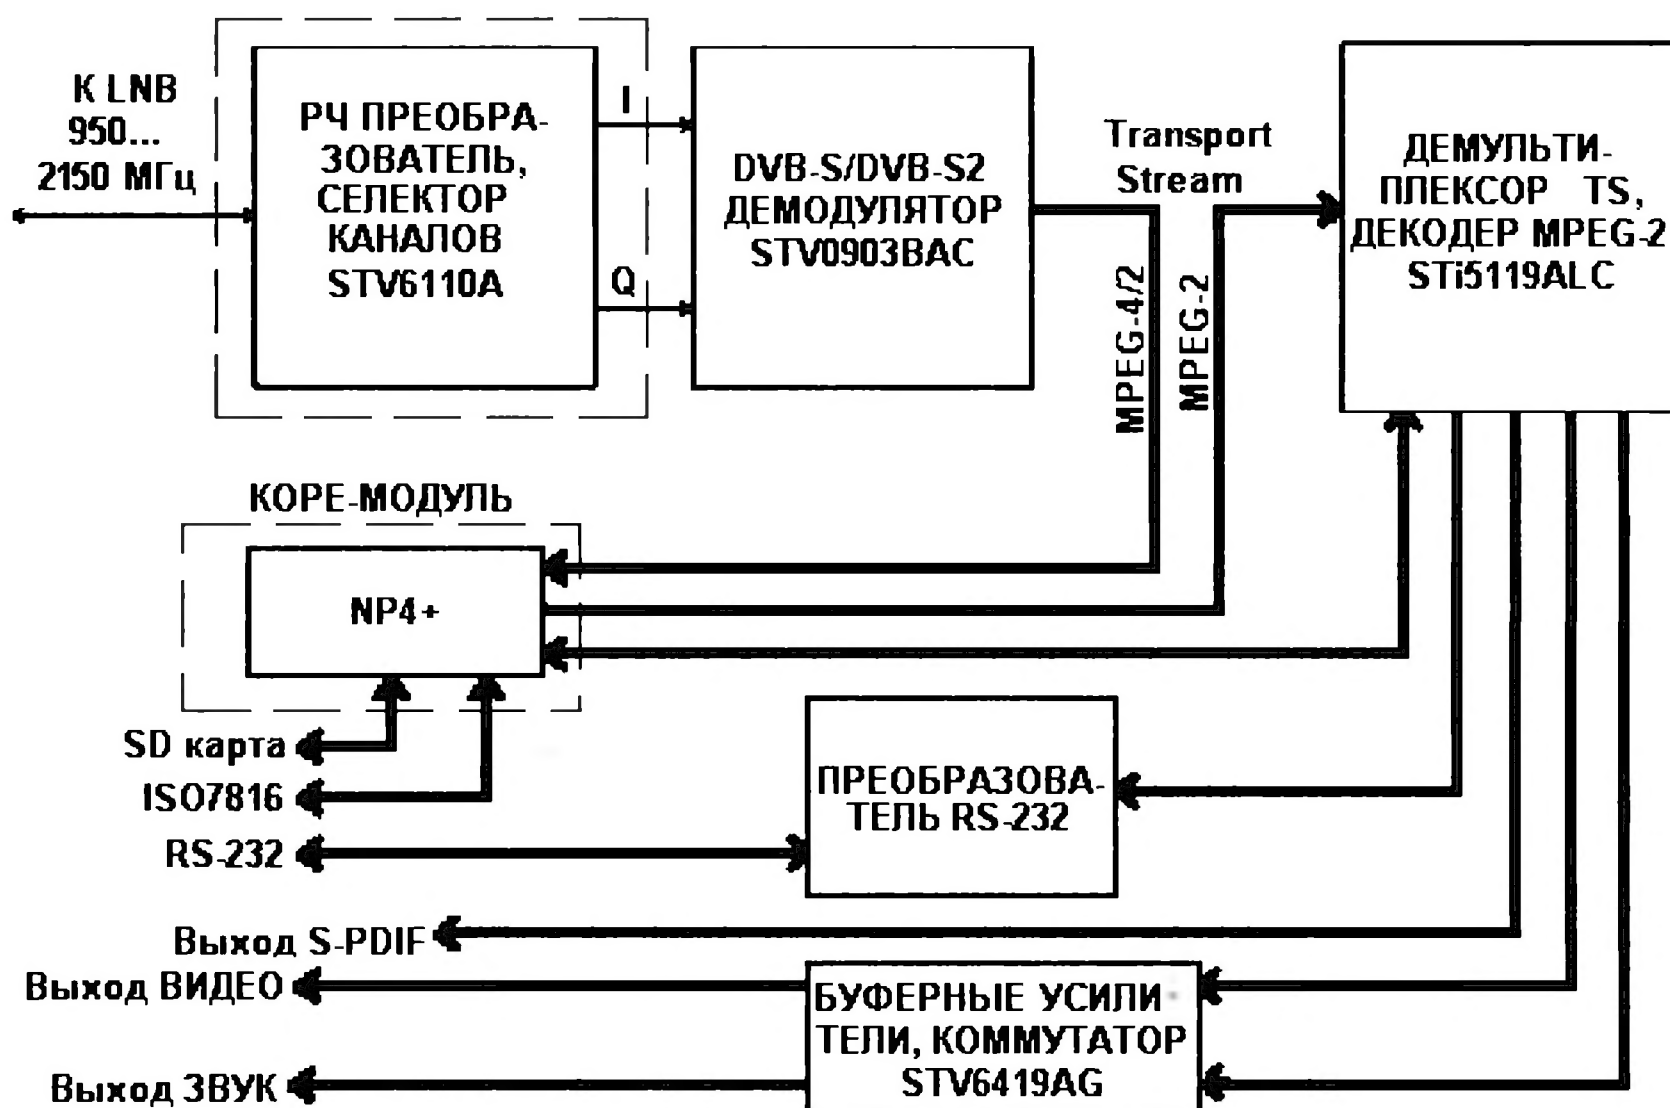 К LNB
950...
2150 МГц
РЧ ПРЕОБРА-
ЗОВАТЕЛЬ,
СЕЛЕКТОР
КАНАЛОВ
STV6110A
I
Q
DVB-S/DVB-S2
ДЕМОДУЛЯТОР
STV0903BAC
Transport
Stream
MPEG-4/2
MPEG-2
ДЕМУЛЬТИ-
ПЛЕКСОР TS,
ДЕКОДЕР MPEG-2
STi5119ALC
КОРЕ-МОДУЛЬ
NP4+
SD карта
ISO7816
RS-232
ПРЕОБРАЗОВА-
ТЕЛЬ RS-232
Выход S-PDIF
Выход ВИДЕО
Выход ЗВУК
БУФЕРНЫЕ УСИЛИ
ТЕЛИ, КОММУТАТОР
STV6419AG